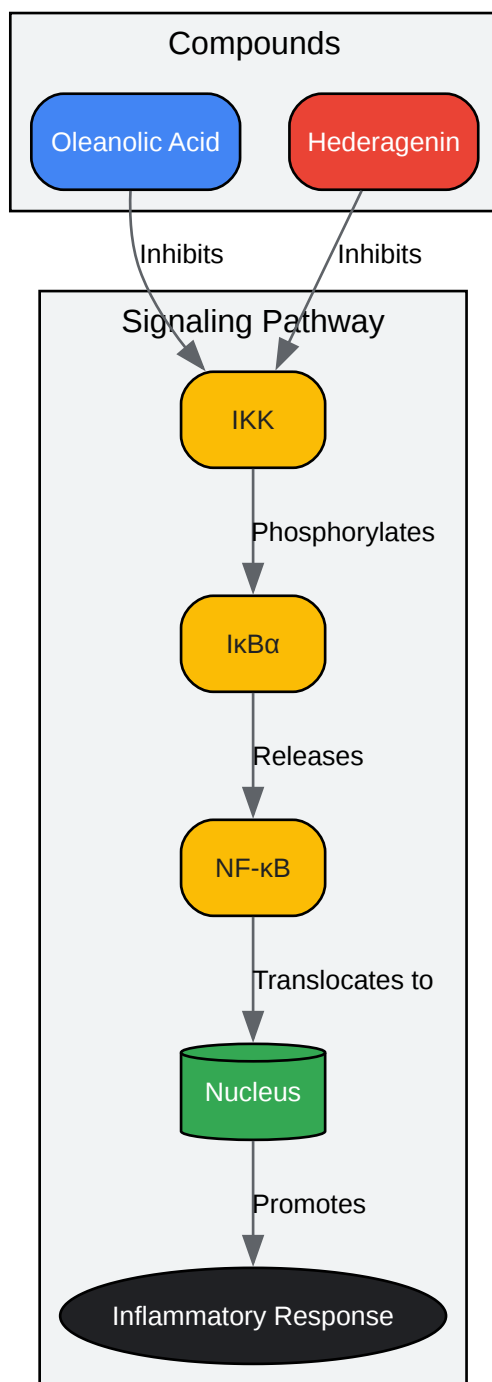 Compounds
Oleanolic Acid
Hederagenin
Inhibits
Inhibits
Signaling Pathway
IKK
Phosphorylates
IκBα
Releases
NF-κB
Translocates to
Nucleus
Promotes
Inflammatory Response